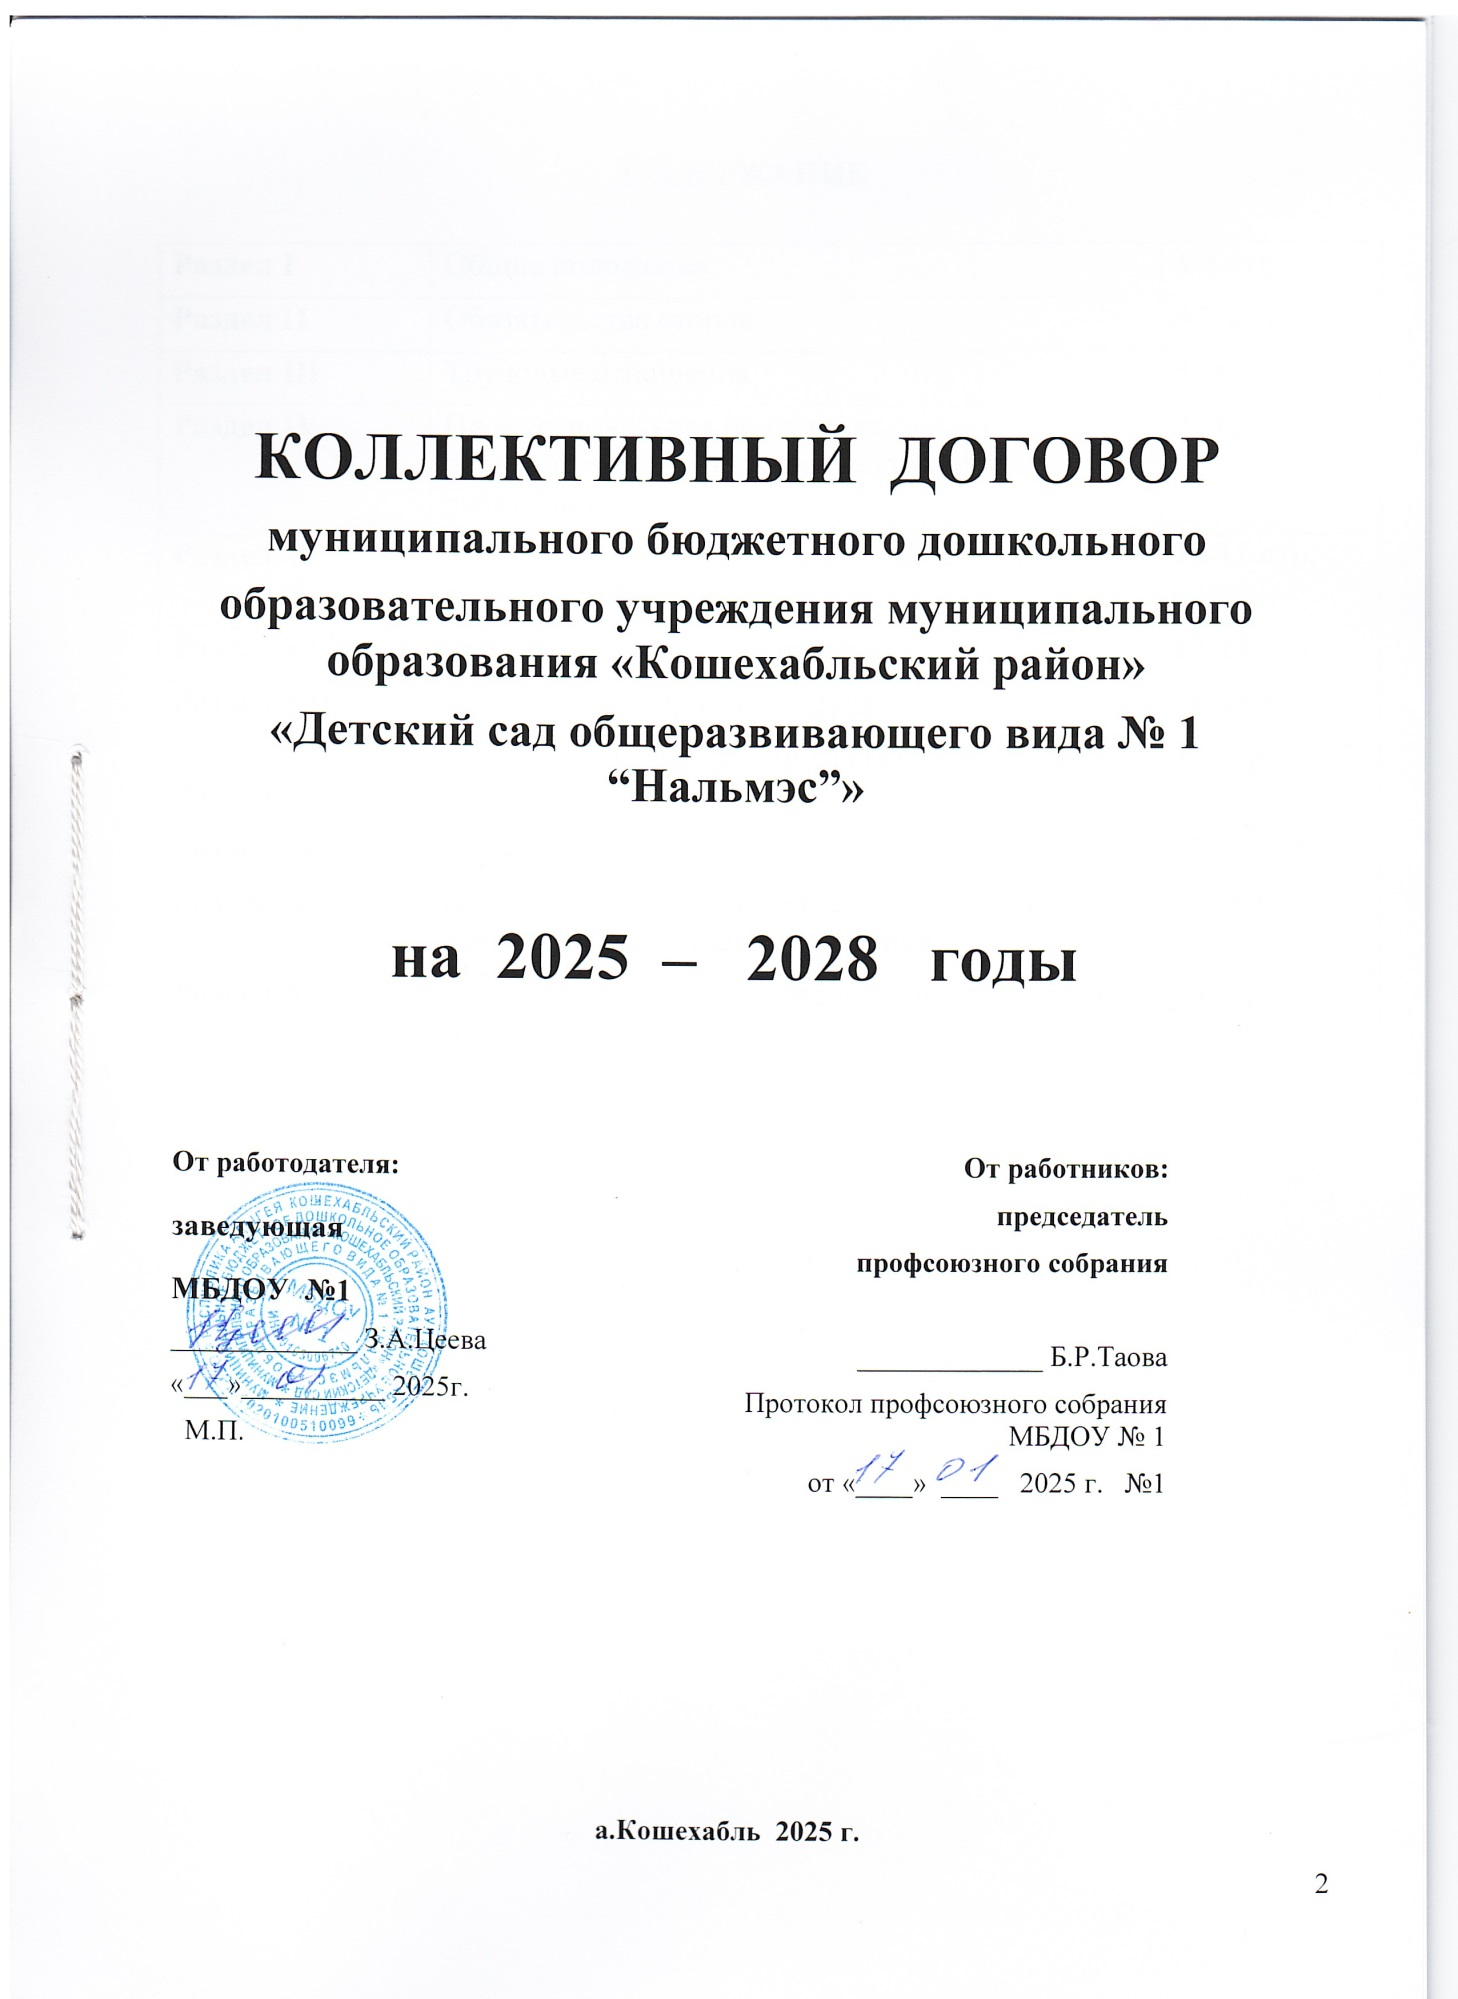 КОЛЛЕКТИВНЫЙ ДОГОВОР
муниципального бюджетного дошкольного
образовательного учреждения муниципального
образования «Кошехабльский район»
«Детский сад общеразвивающего вида № 1
“Нальмэс”»
на 2025 – 2028 годы
От работодателя:
заведующая
МБДОУ №1
_____________ З.А.Цеева
«17» 01 2025г.
М.П.
От работников:
председатель
профсоюзного собрания
_____________ Б.Р.Таова
Протокол профсоюзного собрания
МБДОУ № 1
от «17» 01 2025 г. №1
а.Кошехабль 2025 г.
2